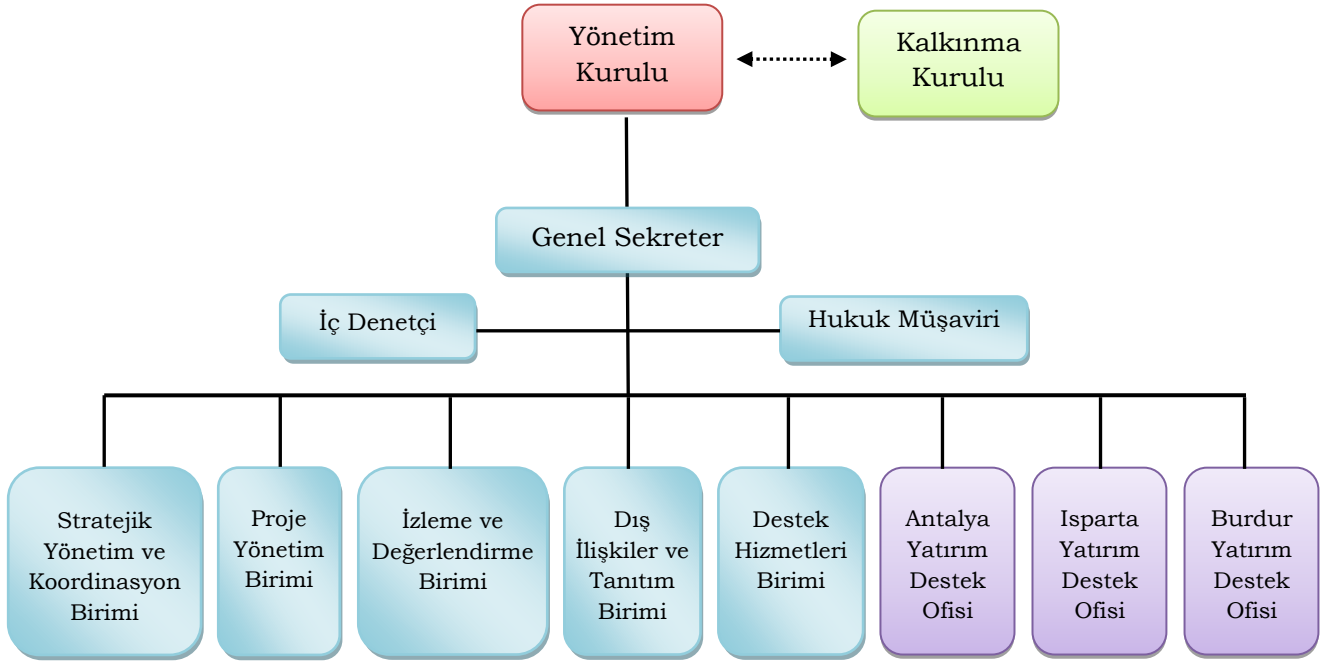 Yönetim
Kurulu
Kalkınma
Kurulu
Genel Sekreter
İç Denetçi
Hukuk Müşaviri
Stratejik
Yönetim ve
Koordinasyon
Birimi
Proje
Yönetim
Birimi
İzleme ve
Değerlendirme
Birimi
Dış
İlişkiler ve
Tanıtım
Birimi
Destek
Hizmetleri
Birimi
Antalya
Yatırım
Destek
Ofisi
Isparta
Yatırım
Destek
Ofisi
Burdur
Yatırım
Destek
Ofisi